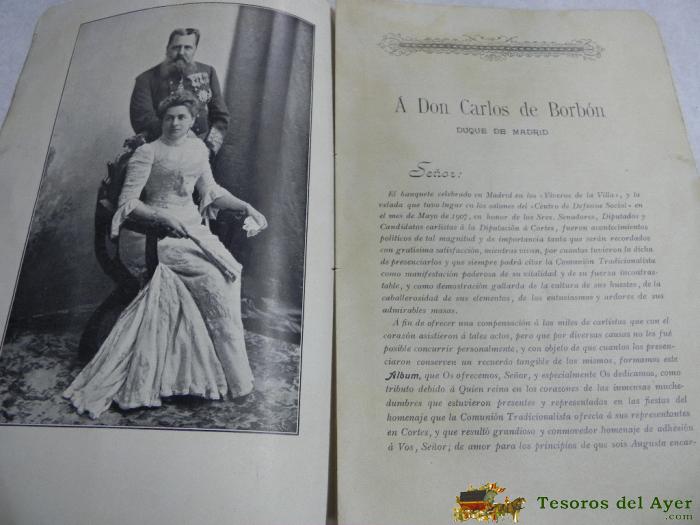 Á Don Carlos de Borbón
DUQUE DE MADRID
Señor:
El banquete celebrado en Madrid en los «Viveros de la Villa», y la
velada que tuvo lugar en los salones del «Centro de Defensa Social» en
el mes de Mayo de 1907, en honor de los Sres. Senadores, Diputados y
Candidatos carlistas á la Diputación á Cortes, fueron acontecimientos
políticos de tal magnitud y de importancia tanta que serán recordados
con gratísima satisfacción, mientras vivan, por cuantos tuvieron la dicha
de presenciarlos y que siempre podrá citar la Comunión Tradicionalista
como manifestación poderosa de su vitalidad y de su fuerza incontras-
table, y como demostración gallarda de la cultura de sus huestes, de la
caballerosidad de sus elementos, de los entusiasmos y ardores de sus
admirables masas.
A fin de ofrecer una compensación á los miles de carlistas que con el
corazón asistieron á tales actos, pero que por diversas causas no les fué
posible concurrir personalmente, y con objeto de que cuantos los presen-
ciaron conserven un recuerdo tangible de los mismos, formamos este
Álbum, que Os ofrecemos, Señor, y especialmente Os dedicamos, como
tributo debido á Quien reina en los corazones de las inmensas muche-
dumbres que estuvieron presentes y representadas en las fiestas del
homenaje que la Comunión Tradicionalista ofrecía á sus representantes
en Cortes, y que resultó grandioso y conmovedor homenaje de adhesión
á Vos, Señor; de amor para los principios de que sois Augusta encar-
Tesoros del Ayer
.com